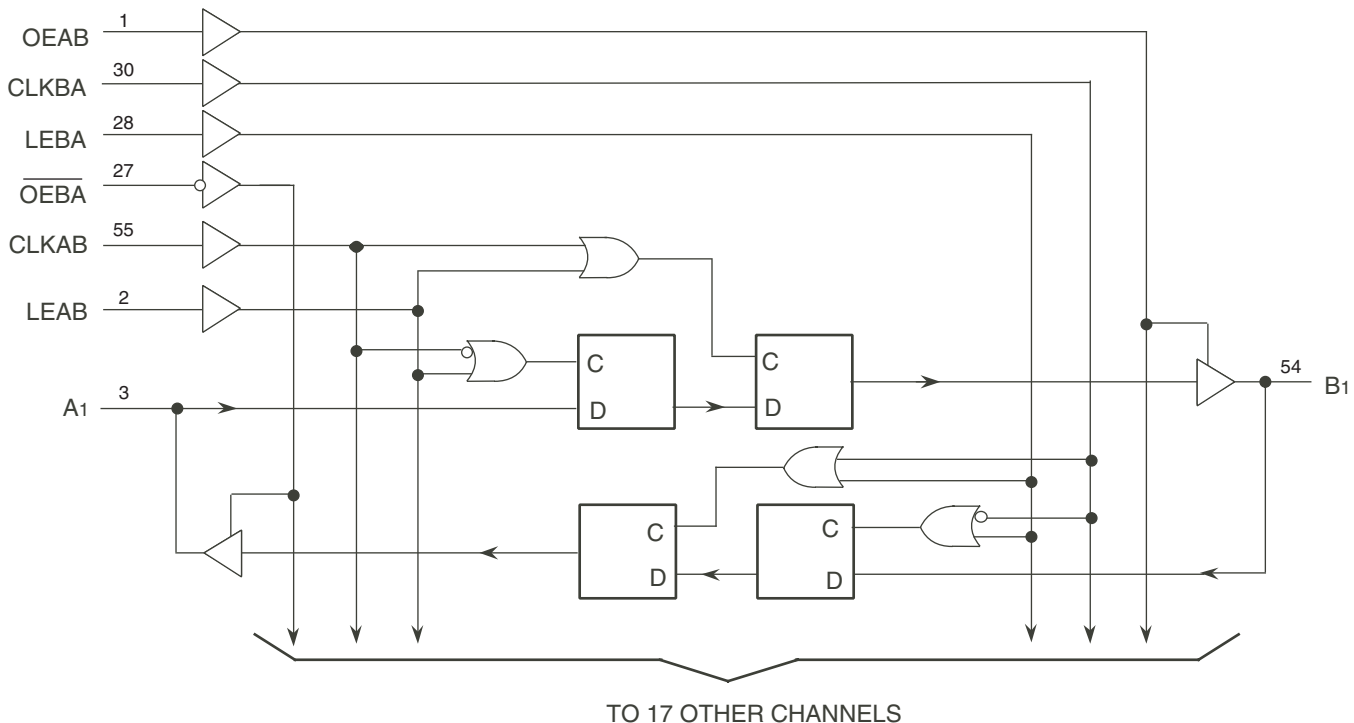 OEAB 1
CLKBA 30
LEBA 28
OEBA 27
CLKAB 55
LEAB 2
C
C
A1 3
D
D
54
B1
C
C
D
D
TO 17 OTHER CHANNELS